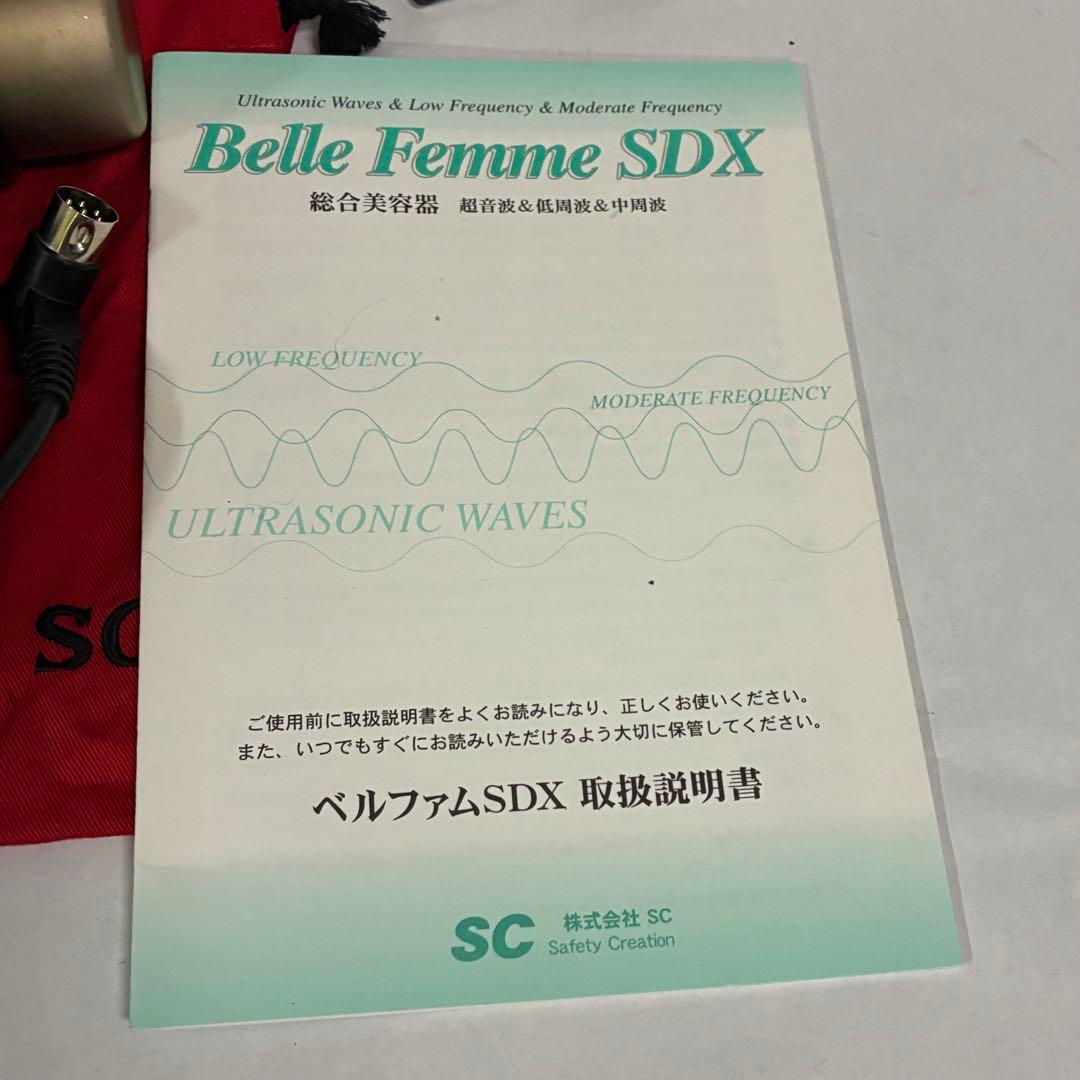 Ultrasonic Waves & Low Frequency & Moderate Frequency
Belle Femme SDX
総合美容器 超音波&低周波&中周波
LOW FREQUENCY
MODERATE FREQUENCY
ULTRASONIC WAVES
ご使用前に取扱説明書をよくお読みになり、正しくお使いください。
また、いつでもすぐにお読みいただけるよう大切に保管してください。
ベルファムSDX 取扱説明書
SC 株式会社 SC
Safety Creation
SC